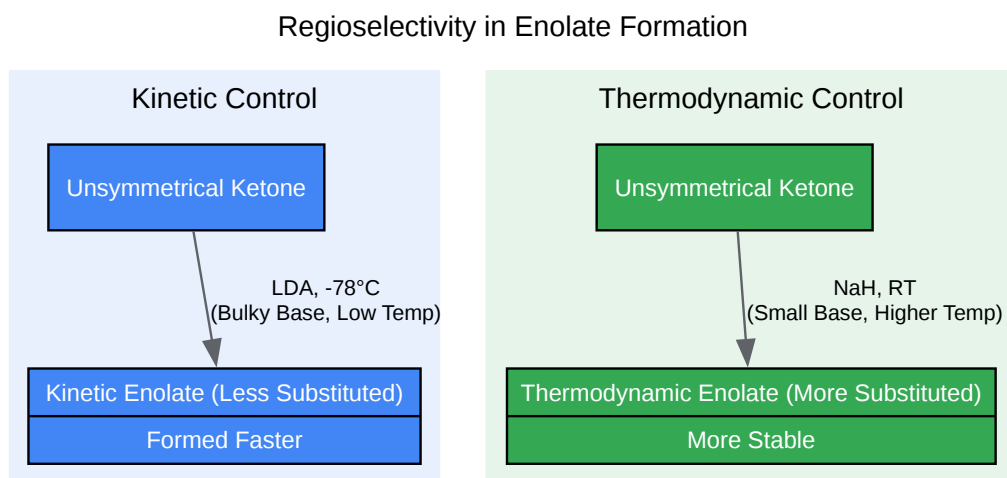 Regioselectivity in Enolate Formation
Kinetic Control
Unsymmetrical Ketone
LDA, -78°C
(Bulky Base, Low Temp)
Kinetic Enolate (Less Substituted)
Formed Faster
Thermodynamic Control
Unsymmetrical Ketone
NaH, RT
(Small Base, Higher Temp)
Thermodynamic Enolate (More Substituted)
More Stable